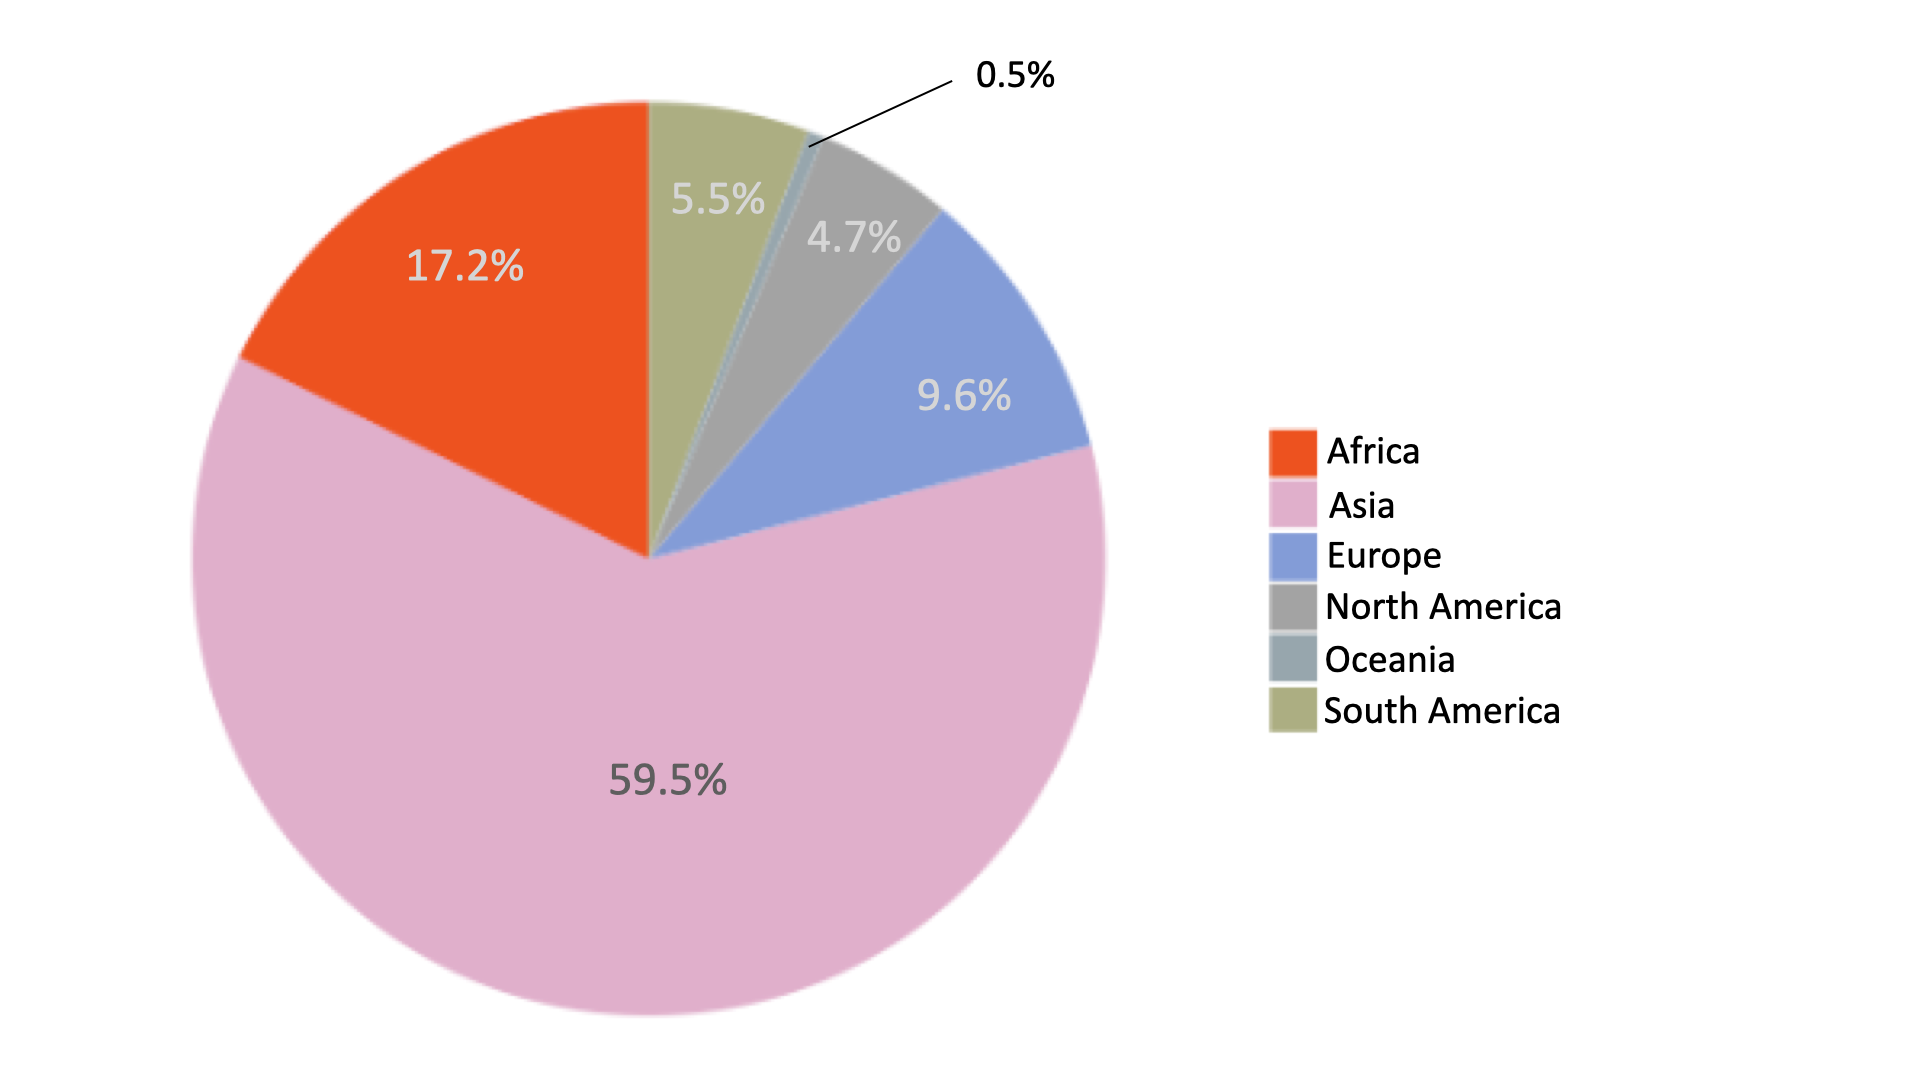 0.5%
5.5%
4.7%
17.2%
9.6%
59.5%
Africa
Asia
Europe
North America
Oceania
South America